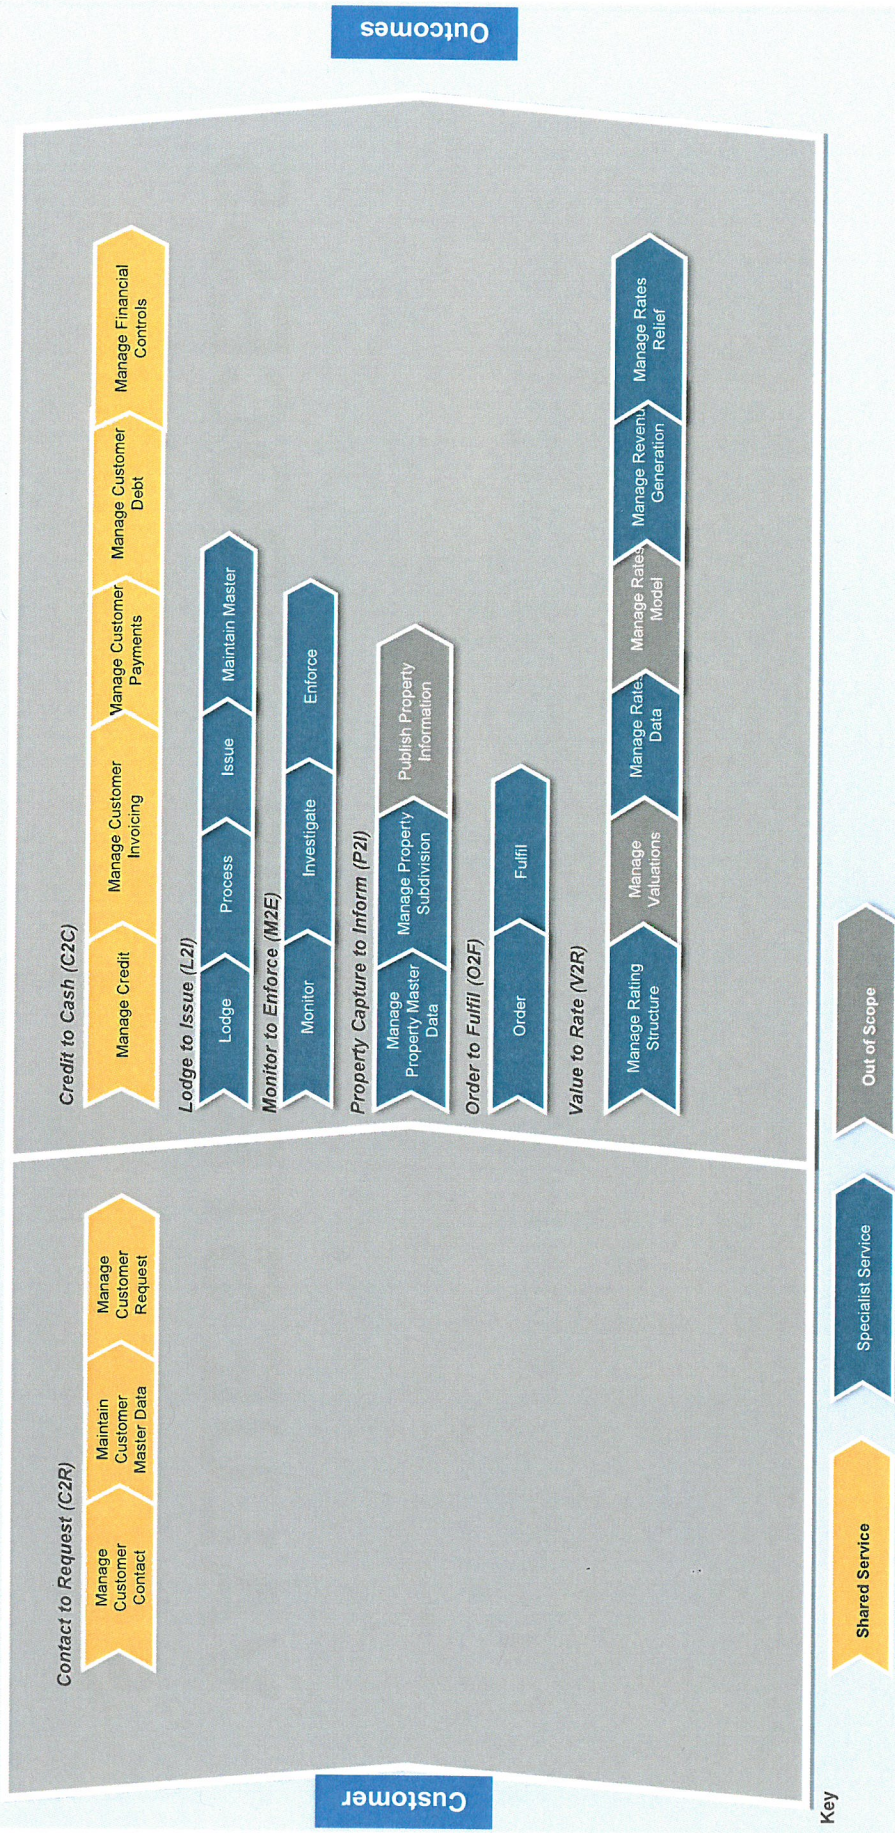 Customer
Outcomes
Contact to Request (C2R)
Manage
Customer
Contact
Maintain
Customer
Master Data
Manage
Customer
Request
Credit to Cash (C2C)
Manage Credit
Manage Customer
Invoicing
Manage Customer
Payments
Manage Customer
Debt
Manage Financial
Controls
Lodge to Issue (L2I)
Lodge
Process
Issue
Maintain Master
Monitor to Enforce (M2E)
Monitor
Investigate
Enforce
Property Capture to Inform (P2I)
Manage
Property Master
Data
Manage Property
Subdivision
Publish Property
Information
Order to Fulfil (O2F)
Order
Fulfil
Value to Rate (V2R)
Manage Rating
Structure
Manage
Valuations
Manage Rates
Data
Manage Rates
Model
Manage Revenu
Generation
Manage Rates
Relief
Key
Shared Service
Specialist Service
Out of Scope